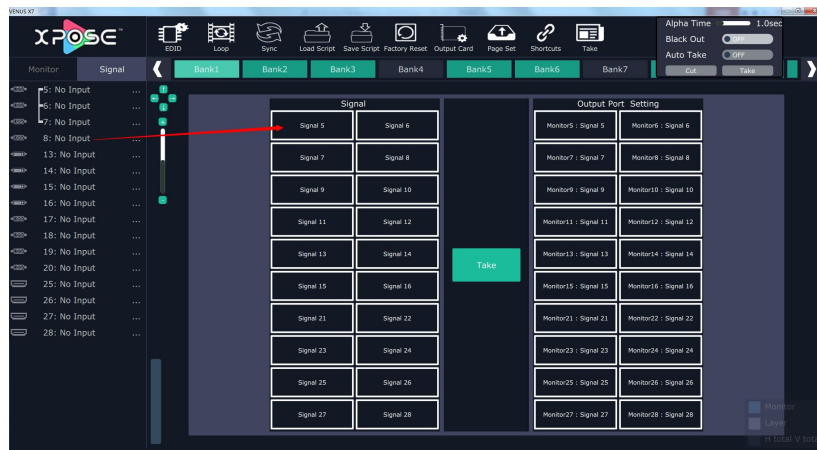 VENUS X7
XPOSE
EDID Loop Sync Load Script Save Script Factory Reset Output Card Page Set Shortcuts Take
Alpha Time 1.0sec
Black Out OFF
Auto Take OFF
Cut Take
Monitor Signal
Bank1 Bank2 Bank3 Bank4 Bank5 Bank6 Bank7
5: No Input ...
6: No Input ...
7: No Input ...
8: No Input ...
13: No Input ...
14: No Input ...
15: No Input ...
16: No Input ...
17: No Input ...
18: No Input ...
19: No Input ...
20: No Input ...
25: No Input ...
26: No Input ...
27: No Input ...
28: No Input ...
Signal
Signal 5 Signal 6
Signal 7 Signal 8
Signal 9 Signal 10
Signal 11 Signal 12
Signal 13 Signal 14
Signal 15 Signal 16
Signal 21 Signal 22
Signal 23 Signal 24
Signal 25 Signal 26
Signal 27 Signal 28
Take
Output Port Setting
Monitor5 : Signal 5 Monitor6 : Signal 6
Monitor7 : Signal 7 Monitor8 : Signal 8
Monitor9 : Signal 9 Monitor10 : Signal 10
Monitor11 : Signal 11 Monitor12 : Signal 12
Monitor13 : Signal 13 Monitor14 : Signal 14
Monitor15 : Signal 15 Monitor16 : Signal 16
Monitor21 : Signal 21 Monitor22 : Signal 22
Monitor23 : Signal 23 Monitor24 : Signal 24
Monitor25 : Signal 25 Monitor26 : Signal 26
Monitor27 : Signal 27 Monitor28 : Signal 28
Monitor
Layer
H total V tot